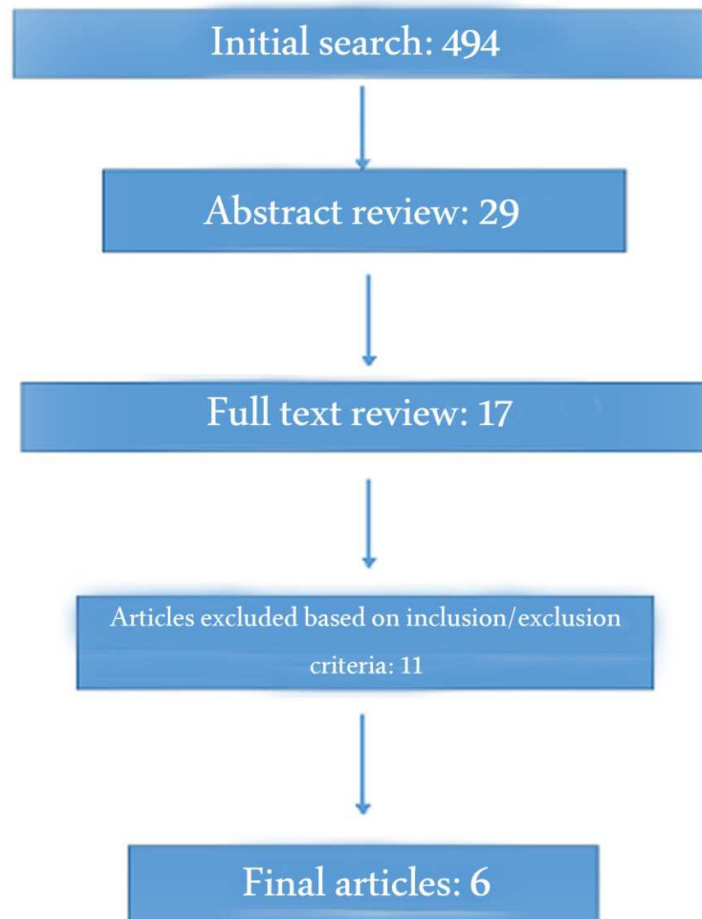 Initial search: 494
Abstract review: 29
Full text review: 17
Articles excluded based on inclusion/exclusion
criteria: 11
Final articles: 6